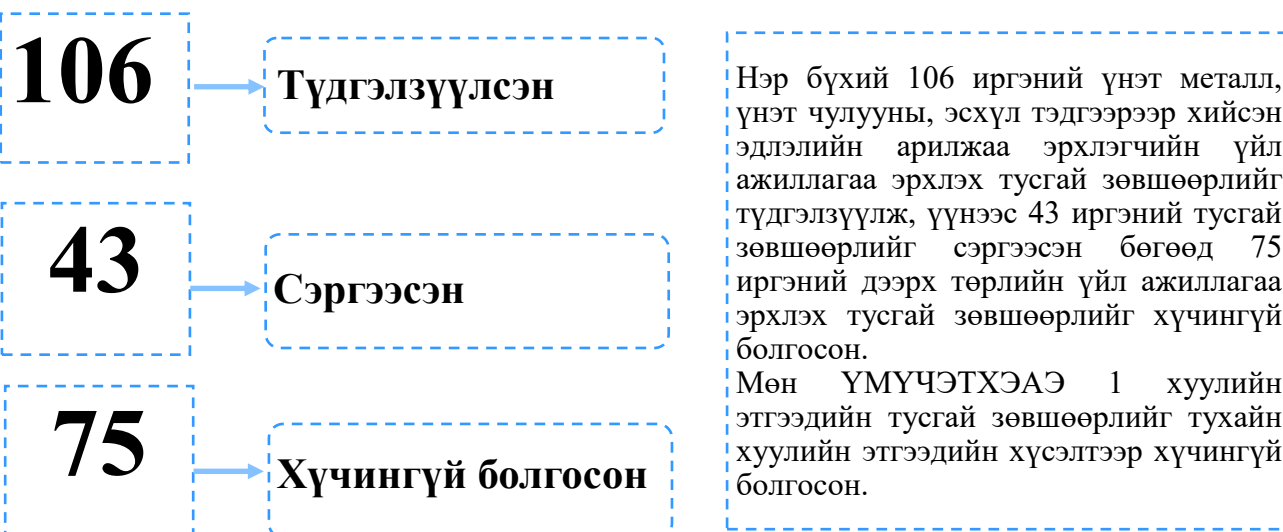 106
Түдгэлзүүлсэн
43
Сэргээсэн
75
Хүчингүй болгосон
Нэр бүхий 106 иргэний үнэт металл,
үнэт чулууны, эсхүл тэдгээрээр хийсэн
эдлэлийн арилжаа эрхлэгчийн үйл
ажиллагаа эрхлэх тусгай зөвшөөрлийг
түдгэлзүүлж, үүнээс 43 иргэний тусгай
зөвшөөрлийг сэргээсэн бөгөөд 75
иргэний дээрх төрлийн үйл ажиллагаа
эрхлэх тусгай зөвшөөрлийг хүчингүй
болгосон.
Мөн ҮМҮЧЭТХЭАЭ 1 хуулийн
этгээдийн тусгай зөвшөөрлийг тухайн
хуулийн этгээдийн хүсэлтээр хүчингүй
болгосон.